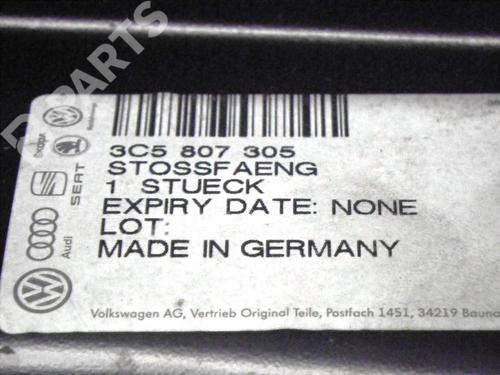 3C5 807 305
STOSSFAENG
1 STUECK
EXPIRY DATE: NONE
LOT:
MADE IN GERMANY
Volkswagen AG, Vertrieb Original Teile, Postfach 1451, 34219
SEAT
Audi
PARTS